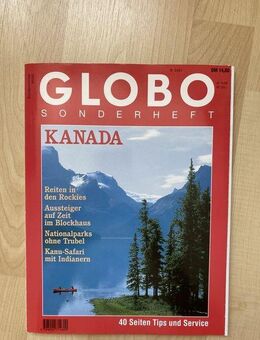 GLOBO
SONDERHEFT
KANADA
Reiten in
den Rockies
Aussteiger
auf Zeit
im Blockhaus
Nationalparks
ohne Trubel
Kanu-Safari
mit Indianern
40 Seiten Tips und Service